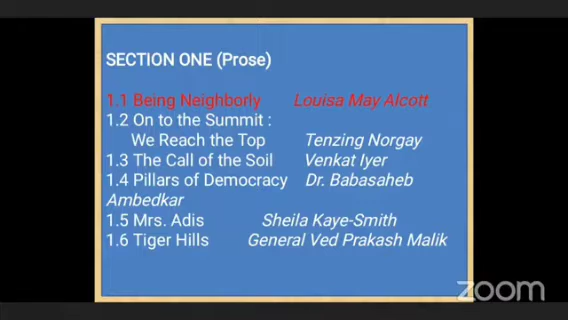 SECTION ONE (Prose)
1.1 Being Neighborly Louisa May Alcott
1.2 On to the Summit :
We Reach the Top Tenzing Norgay
1.3 The Call of the Soil Venkat Iyer
1.4 Pillars of Democracy Dr. Babasaheb
Ambedkar
1.5 Mrs. Adis Sheila Kaye-Smith
1.6 Tiger Hills General Ved Prakash Malik
zoom